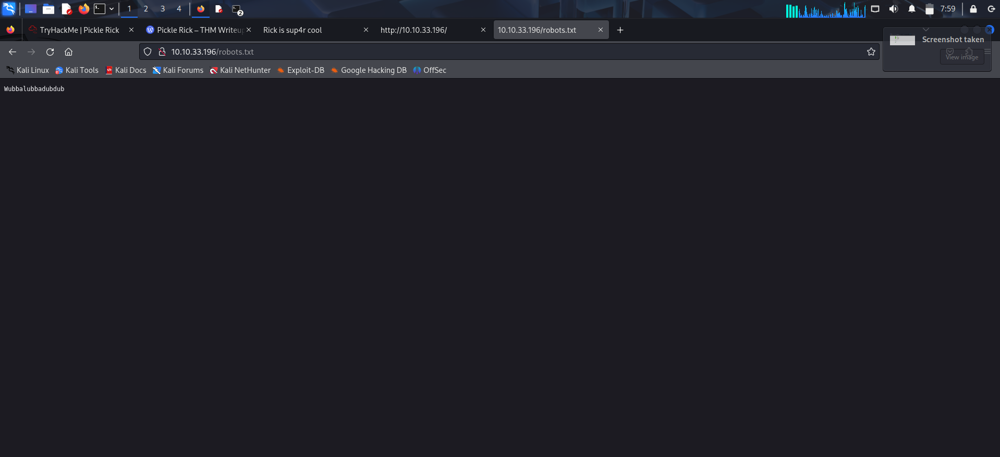 1 2 3 4 2 7:59
TryHackMe | Pickle Rick Pickle Rick – THM Writeup Rick is sup4r cool http://10.10.33.196/ 10.10.33.196/robots.txt
Screenshot taken
10.10.33.196/robots.txt
View image
Kali Linux Kali Tools Kali Docs Kali Forums Kali NetHunter Exploit-DB Google Hacking DB OffSec
Wubbalubbadubdub